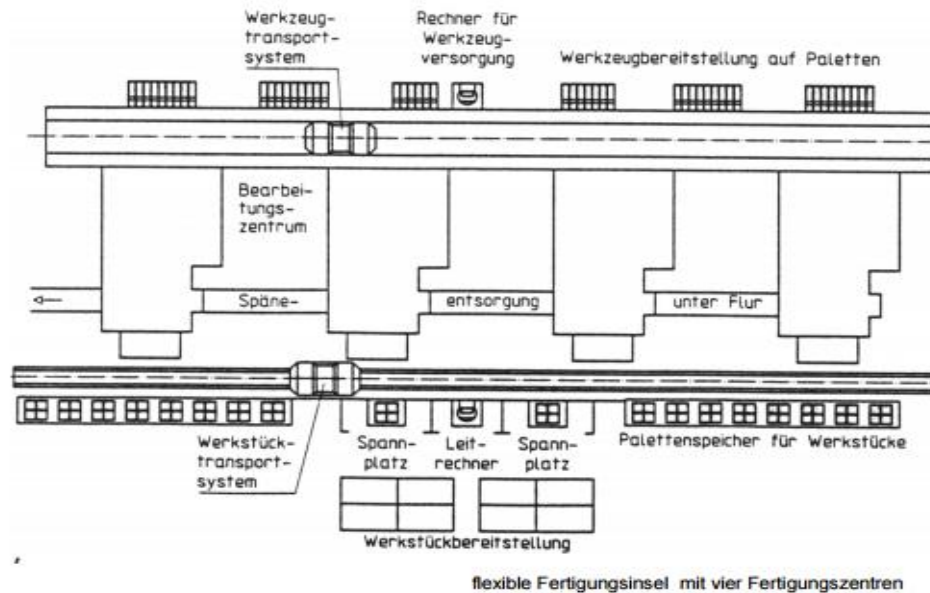 Werkzeug-
transport-
system
Rechner für
Werkzeug-
versorgung
Werkzeugbereitstellung auf Paletten
Bearbei-
tungs-
zentrum
Späne-
entsorgung
unter Flur
Werkstück-
transport-
system
Spann-
platz
Leit-
rechner
Spann-
platz
Palettenspeicher für Werkstücke
Werkstückbereitstellung
flexible Fertigungsinsel mit vier Fertigungszentren